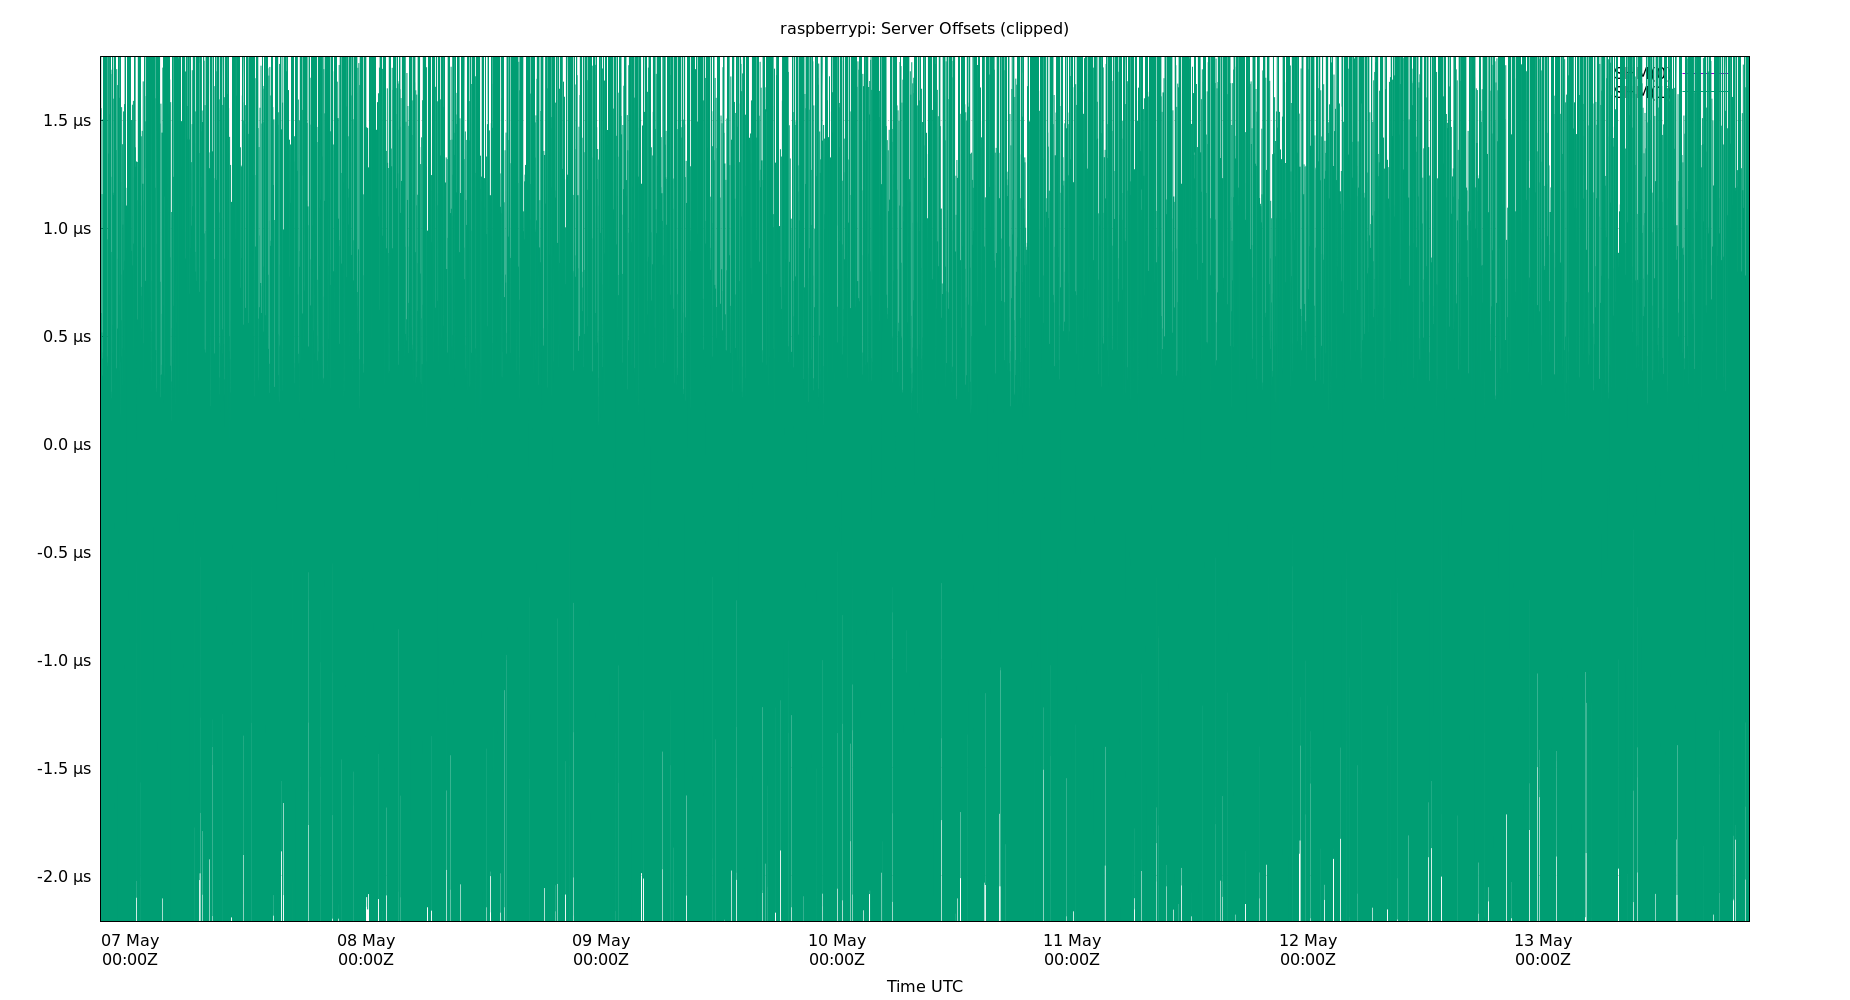 raspberrypi: Server Offsets (clipped)
1.5 µs
1.0 µs
0.5 µs
0.0 µs
-0.5 µs
-1.0 µs
-1.5 µs
-2.0 µs
07 May 08 May 09 May 10 May 11 May 12 May 13 May
00:00Z 00:00Z 00:00Z 00:00Z 00:00Z 00:00Z 00:00Z
Time UTC